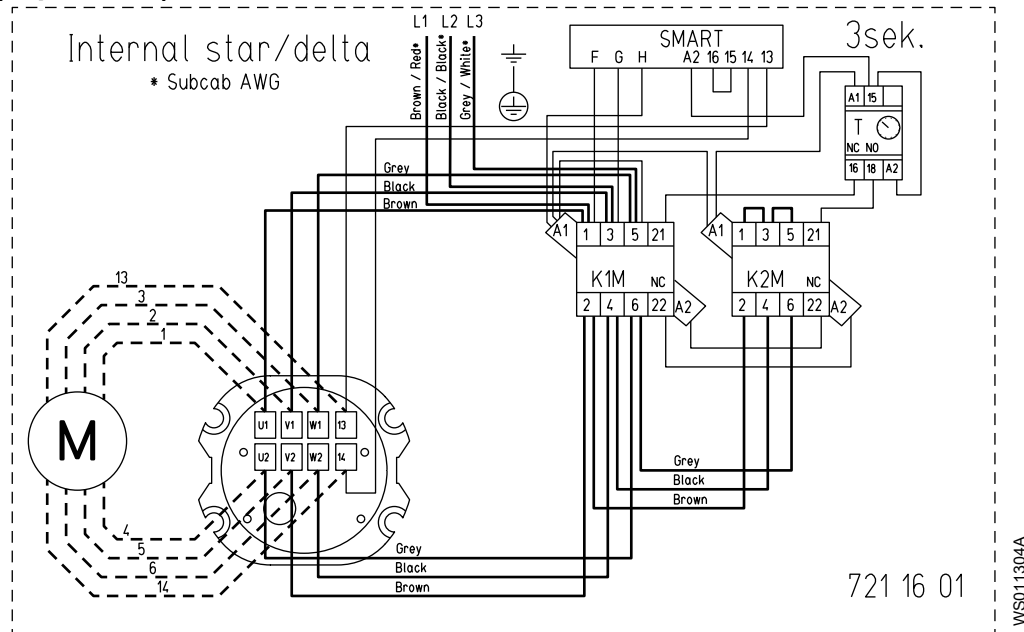 L1 L2 L3
Internal star/delta
* Subcab AWG
Brown / Red*
Black / Black*
Grey / White*
SMART
F G H A2 16 15 14 13
3sek.
A1 15
T
NC NO
16 18 A2
Grey
Black
Brown
A1 1 3 5 21
K1M NC
2 4 6 22 A2
A1 1 3 5 21
K2M NC
2 4 6 22 A2
13
3
2
1
M
U1 V1 W1 13
U2 V2 W2 14
4
5
6
14
Grey
Black
Brown
Grey
Black
Brown
721 16 01
WS011304A